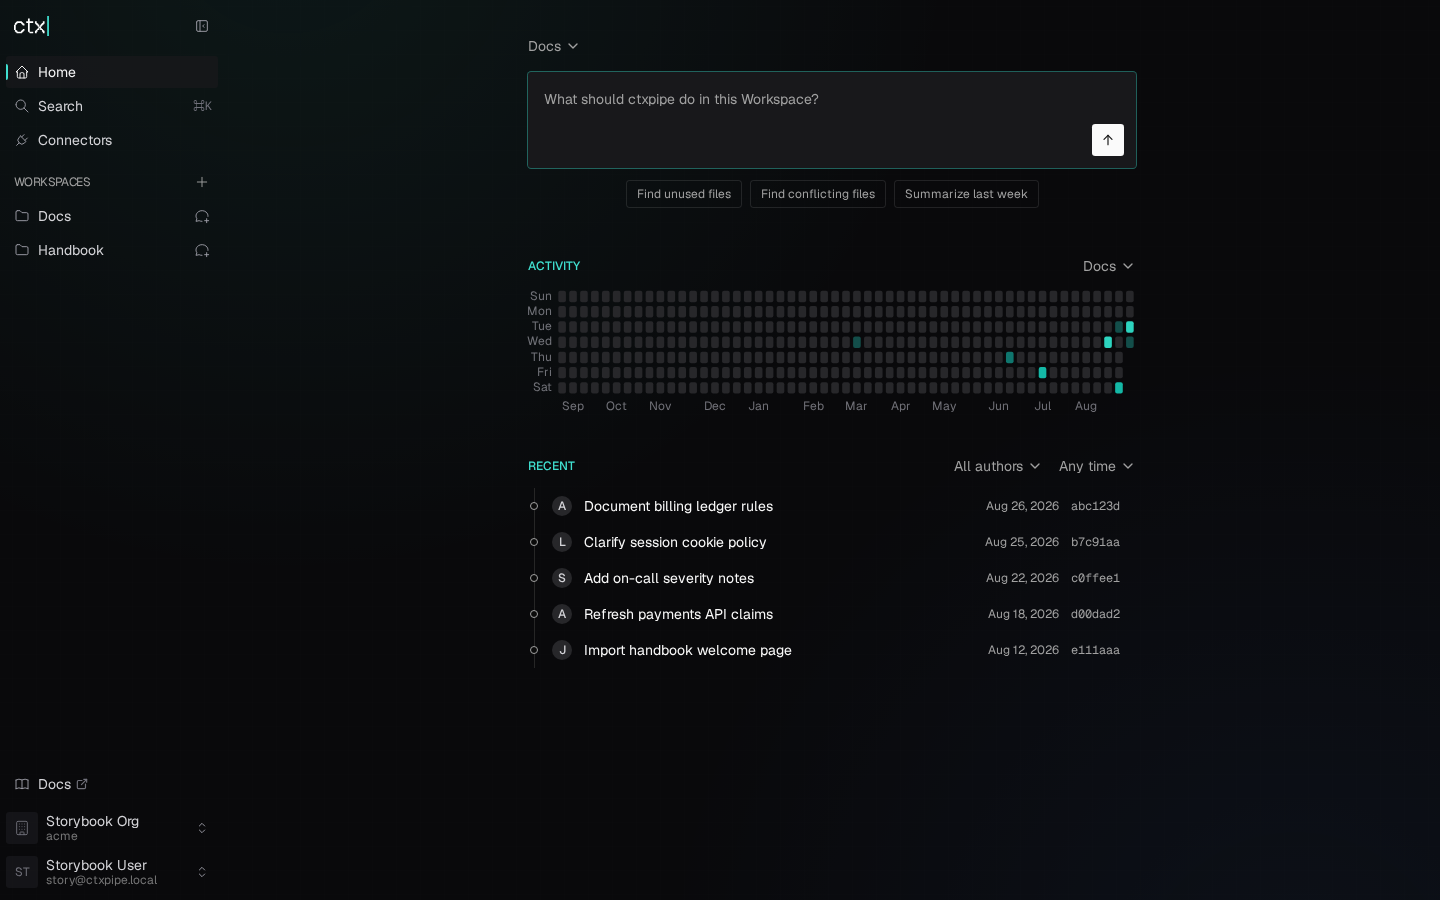 ctx
Home
Search ⌘K
Connectors
WORKSPACES
Docs
Handbook
Docs
Storybook Org
acme
ST
Storybook User
story@ctxpipe.local
Docs
What should ctxpipe do in this Workspace?
Find unused files Find conflicting files Summarize last week
ACTIVITY Docs
Sun
Mon
Tue
Wed
Thu
Fri
Sat
Sep Oct Nov Dec Jan Feb Mar Apr May Jun Jul Aug
RECENT All authors Any time
A Document billing ledger rules Aug 26, 2026 abc123d
L Clarify session cookie policy Aug 25, 2026 b7c91aa
S Add on-call severity notes Aug 22, 2026 c0ffee1
A Refresh payments API claims Aug 18, 2026 d00dad2
J Import handbook welcome page Aug 12, 2026 e111aaa